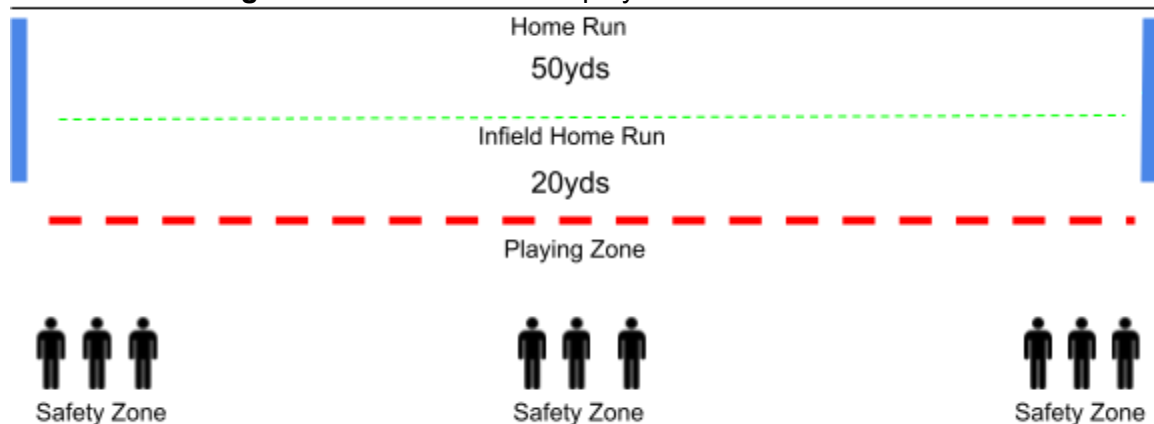 Home Run
50yds
Infield Home Run
20yds
Playing Zone
Safety Zone Safety Zone Safety Zone